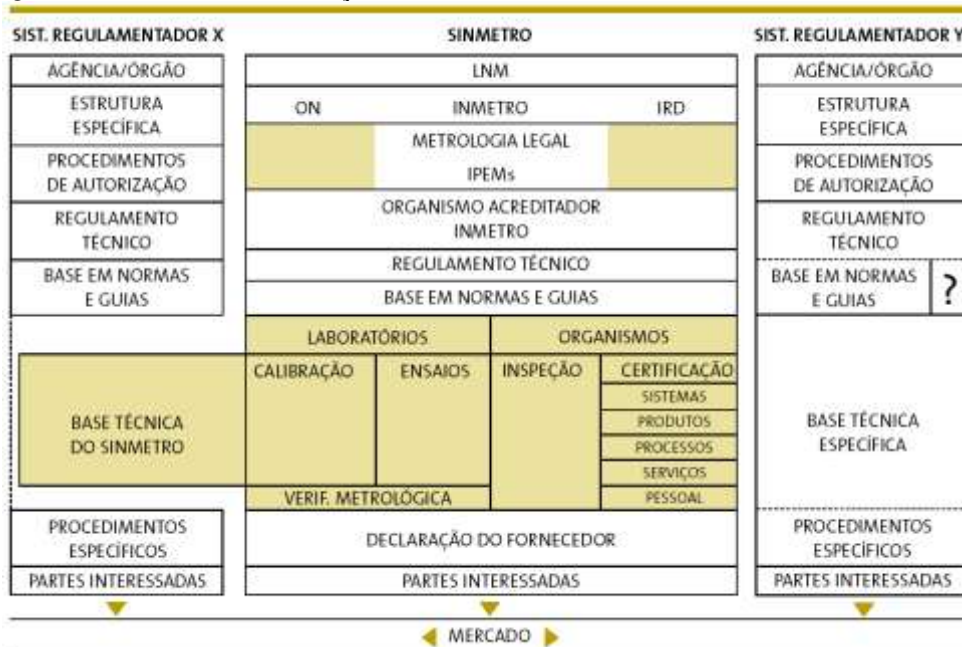 SIST. REGULAMENTADOR X
AGÊNCIA/ÓRGÃO
ESTRUTURA
ESPECÍFICA
PROCEDIMENTOS
DE AUTORIZAÇÃO
REGULAMENTO
TÉCNICO
BASE EM NORMAS
E GUIAS
BASE TÉCNICA
DO SINMETRO
PROCEDIMENTOS
ESPECÍFICOS
PARTES INTERESSADAS
SINMETRO
LNM
ON INMETRO IRD
METROLOGIA LEGAL
IPEMs
ORGANISMO ACREDITADOR
INMETRO
REGULAMENTO TÉCNICO
BASE EM NORMAS E GUIAS
LABORATÓRIOS ORGANISMOS
CALIBRAÇÃO ENSAIOS INSPEÇÃO CERTIFICAÇÃO
SISTEMAS
PRODUTOS
PROCESSOS
SERVIÇOS
VERIF. METROLÓGICA PESSOAL
DECLARAÇÃO DO FORNECEDOR
PARTES INTERESSADAS
SIST. REGULAMENTADOR Y
AGÊNCIA/ÓRGÃO
ESTRUTURA
ESPECÍFICA
PROCEDIMENTOS
DE AUTORIZAÇÃO
REGULAMENTO
TÉCNICO
BASE EM NORMAS
E GUIAS ?
BASE TÉCNICA
ESPECÍFICA
PROCEDIMENTOS
ESPECÍFICOS
PARTES INTERESSADAS
MERCADO